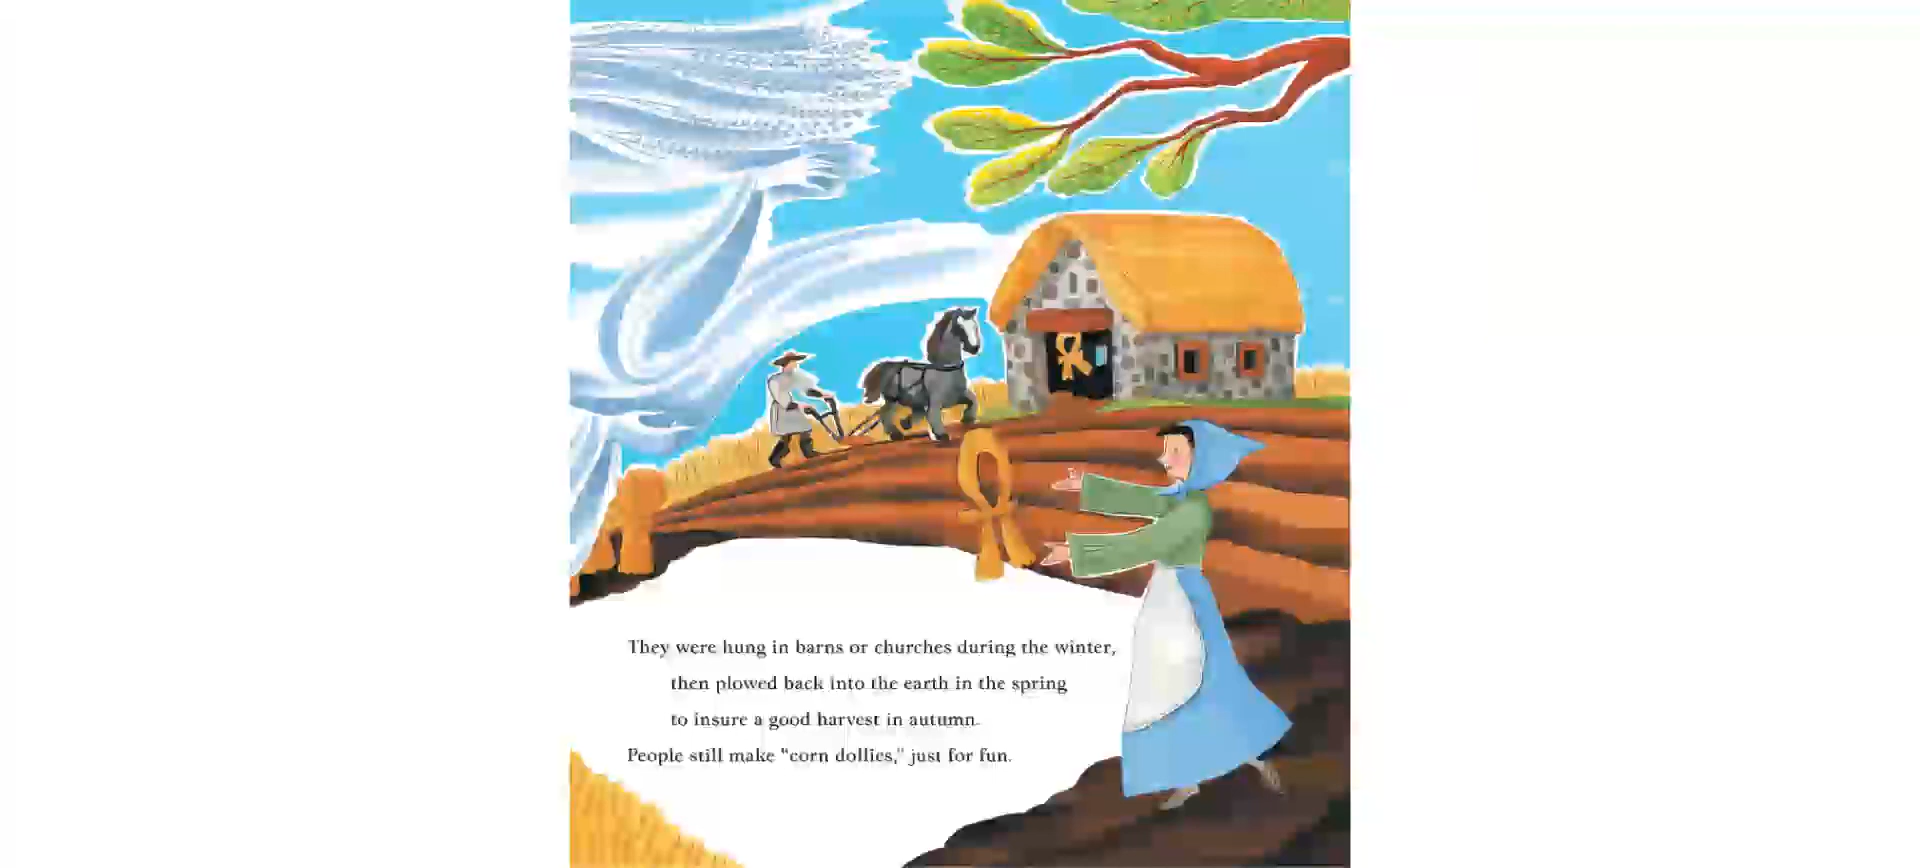 They were hung in barns or churches during the winter,
then plowed back into the earth in the spring
to insure a good harvest in autumn.
People still make "corn dollies," just for fun.